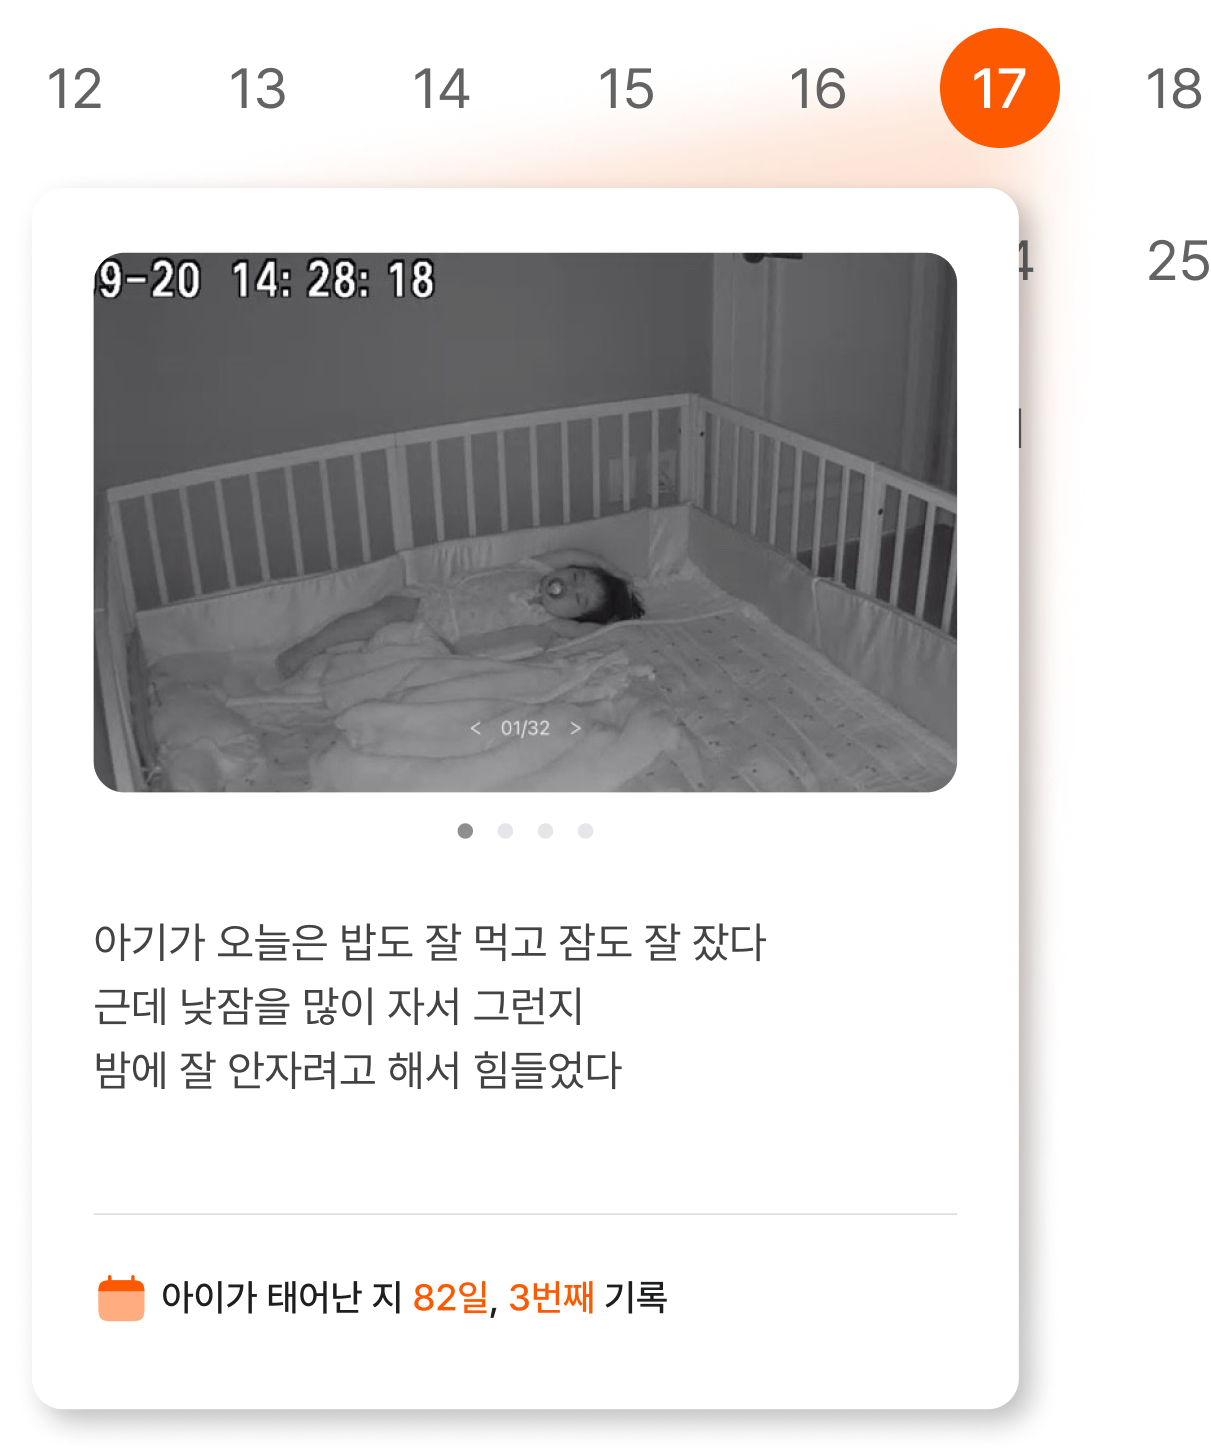 12 13 14 15 16 17 18
25
9-20 14: 28: 18
< 01/32 >
아기가 오늘은 밥도 잘 먹고 잠도 잘 잤다
근데 낮잠을 많이 자서 그런지
밤에 잘 안자려고 해서 힘들었다
아이가 태어난 지 82일, 3번째 기록